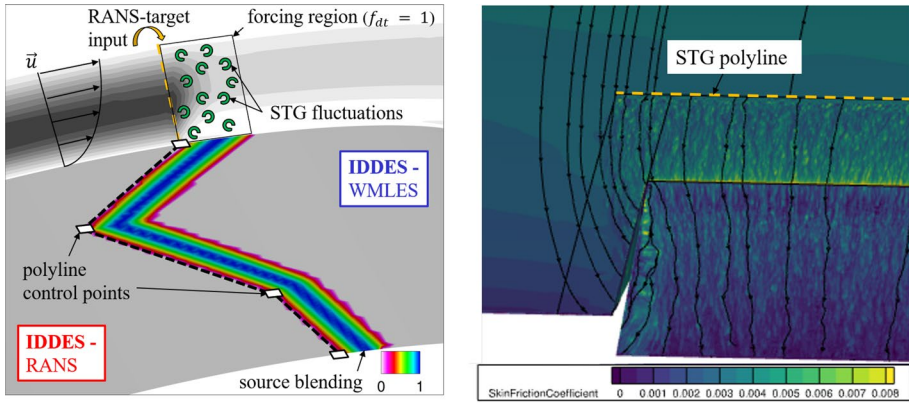 RANS-target
input
forcing region (f_dt = 1)
u⃗
STG fluctuations
IDDES -
WMLES
polyline
control points
IDDES -
RANS
source blending
0 1
STG polyline
SkinFrictionCoefficient
0 0.001 0.002 0.003 0.004 0.005 0.006 0.007 0.008